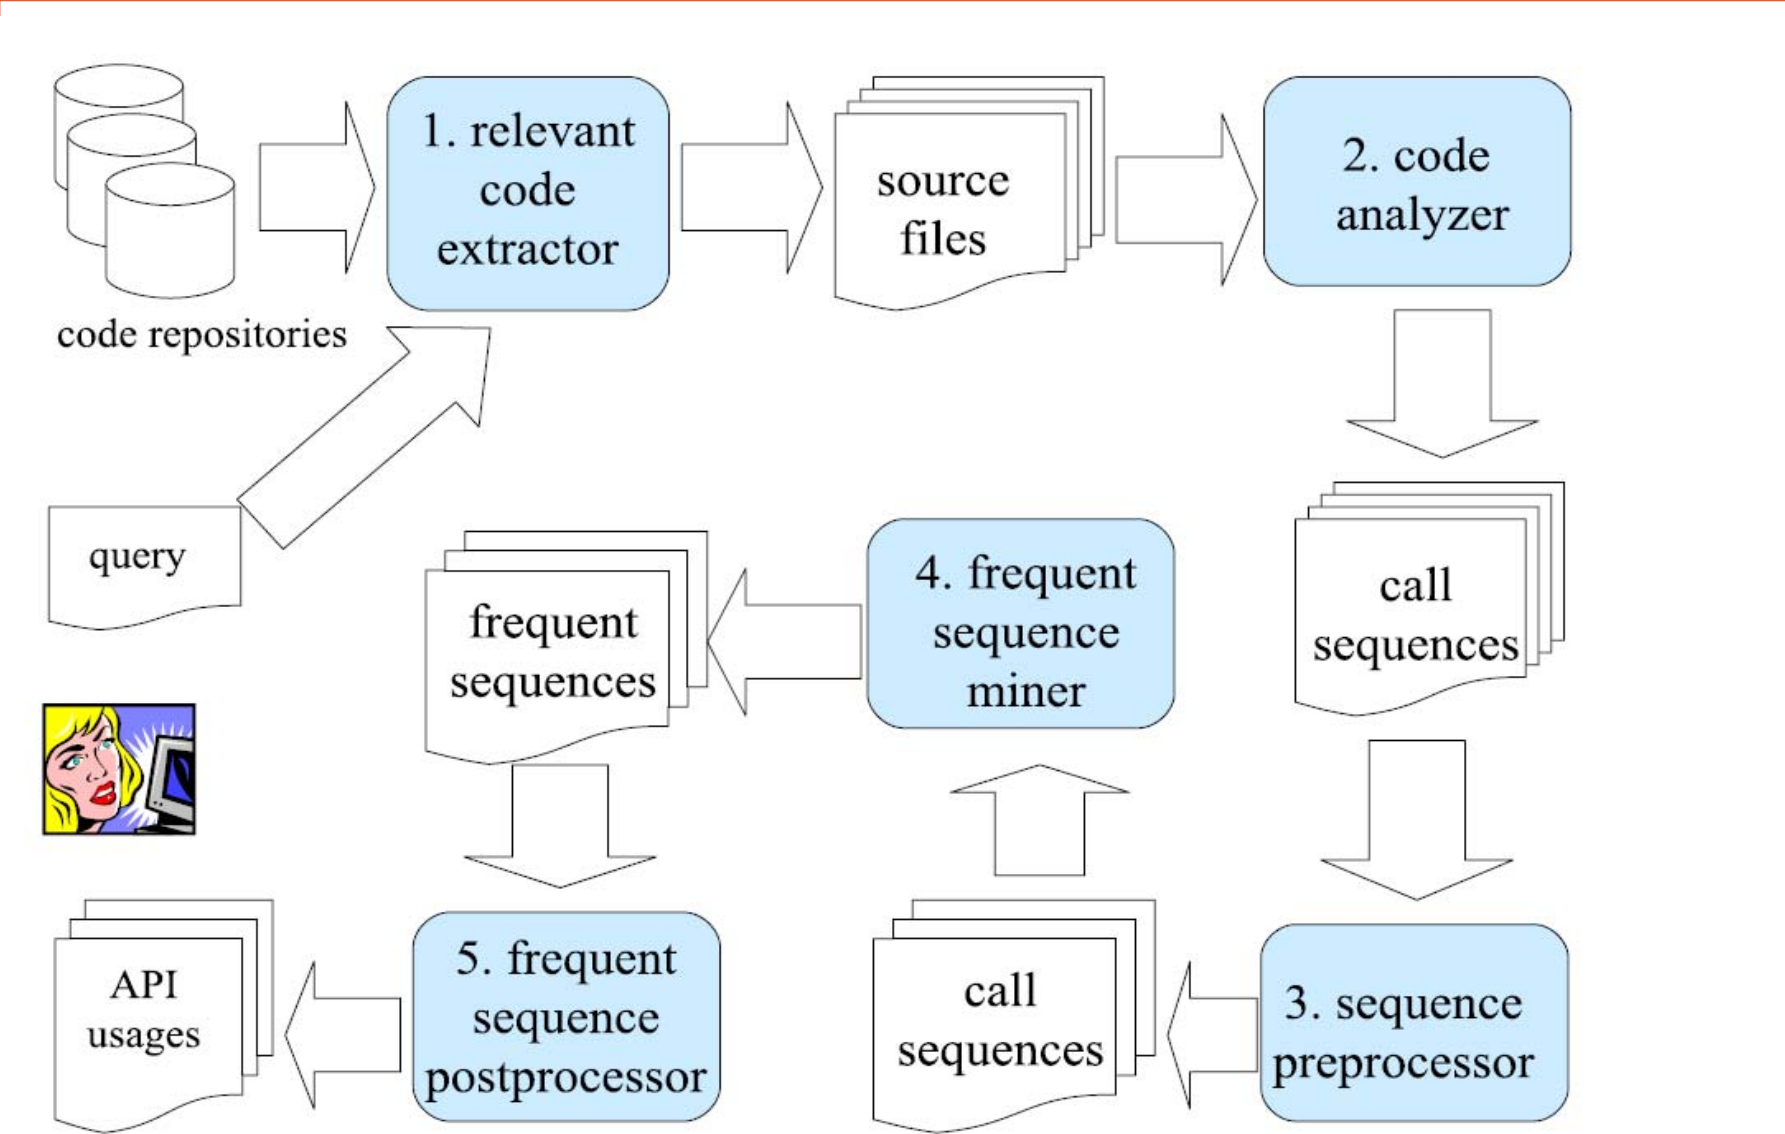 1. relevant
code
extractor
source
files
2. code
analyzer
code repositories
query
frequent
sequences
4. frequent
sequence
miner
call
sequences
API
usages
5. frequent
sequence
postprocessor
call
sequences
3. sequence
preprocessor